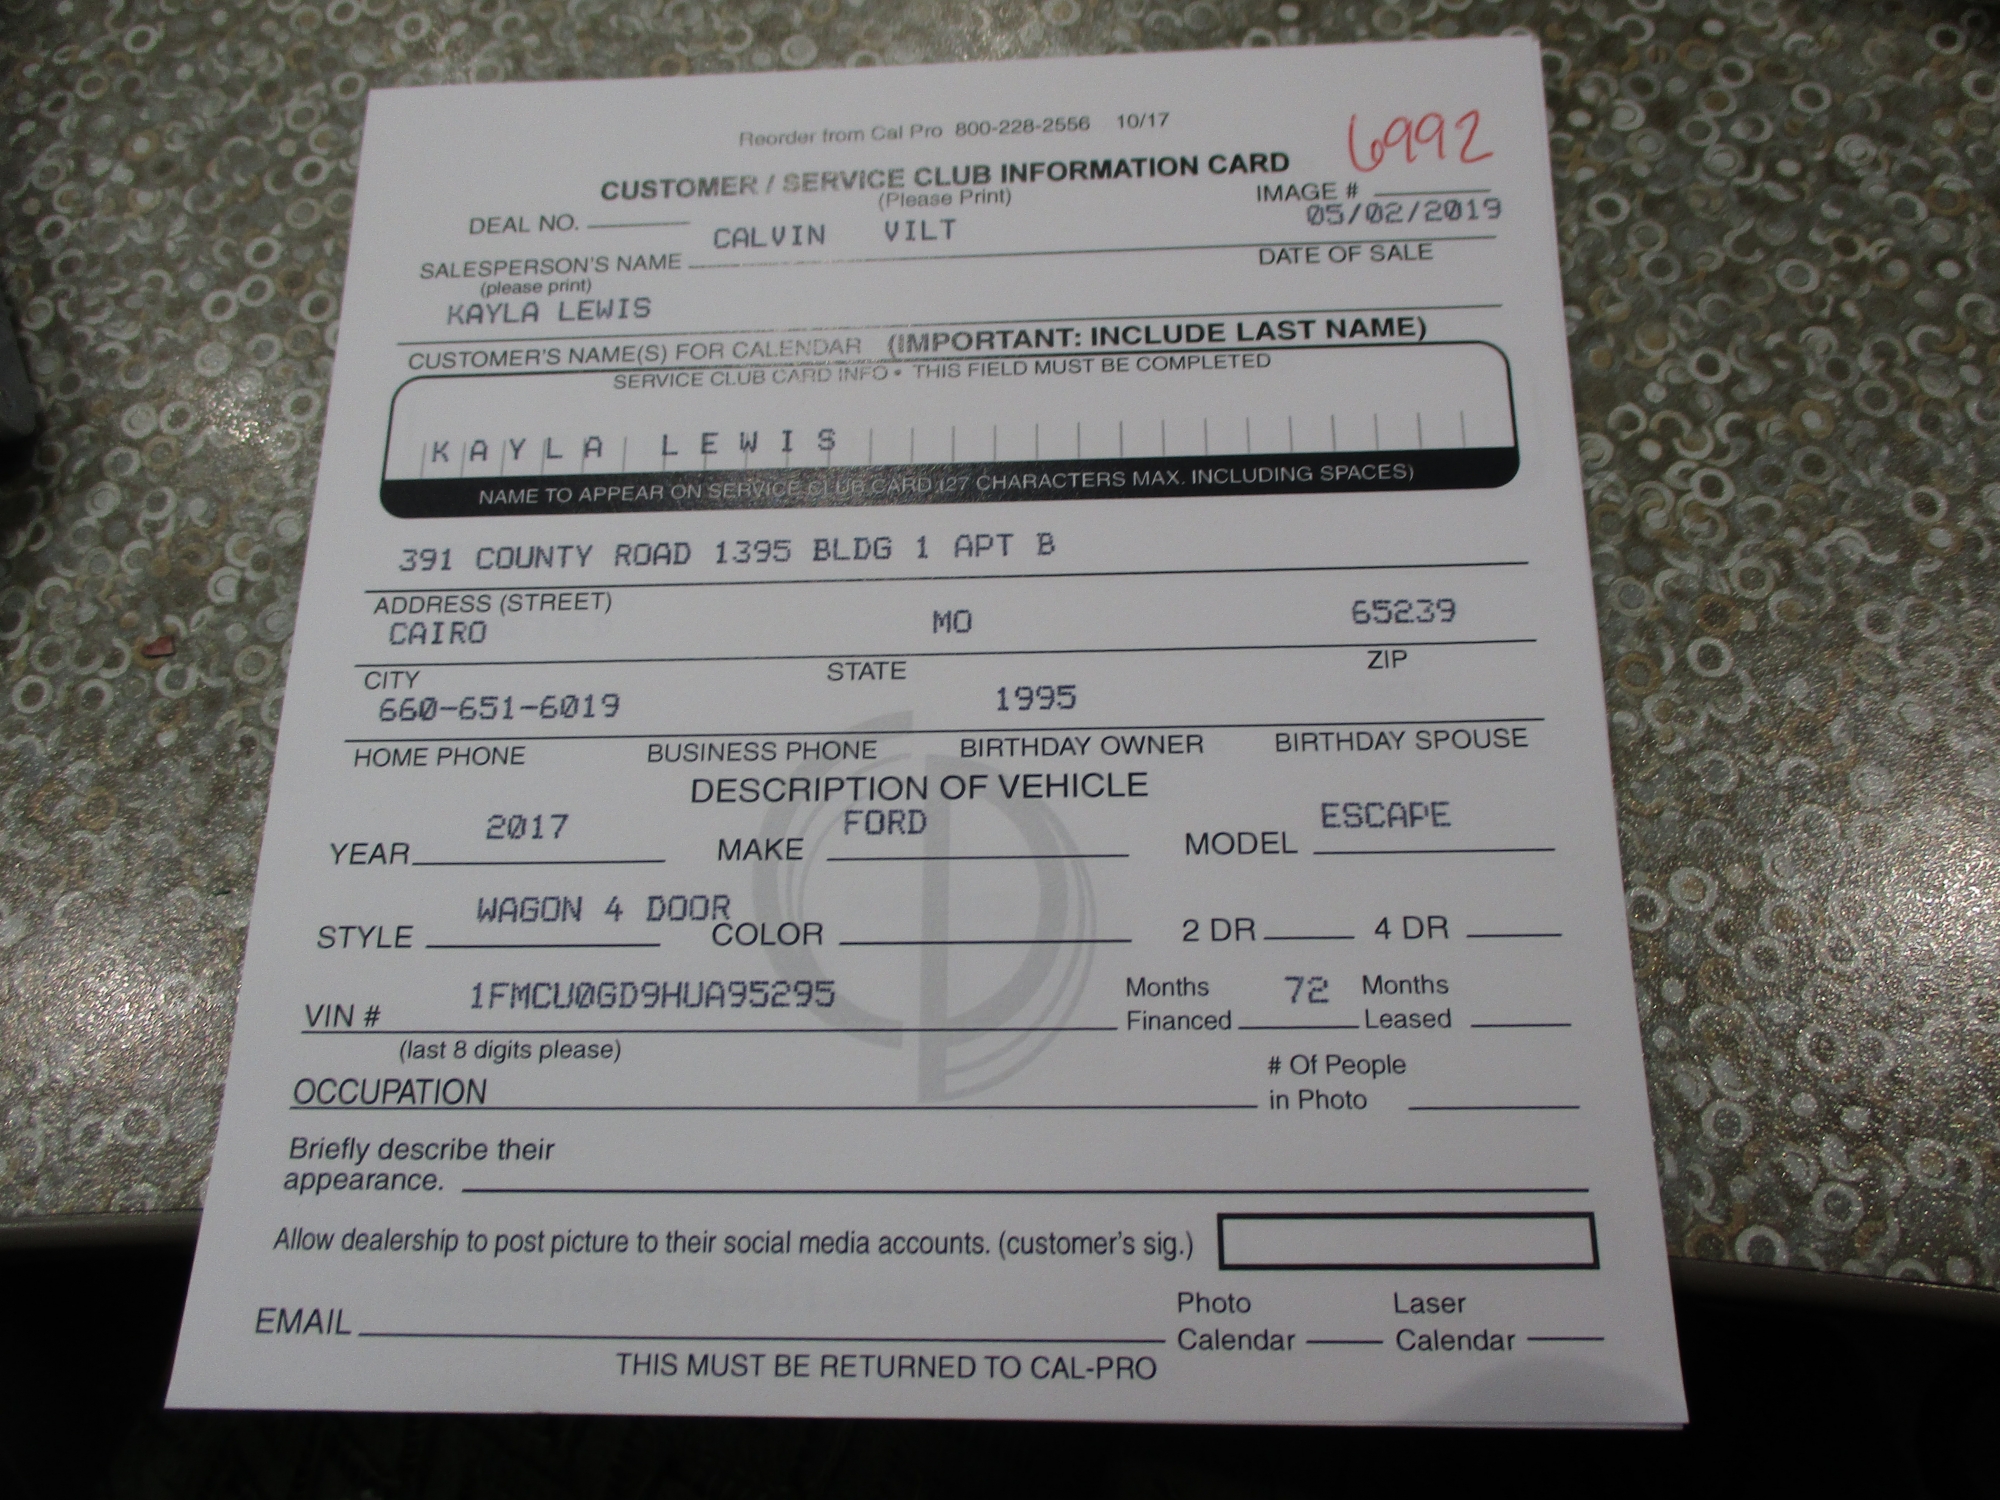 Reorder from Cal Pro 800-228-2556 10/17
6992
CUSTOMER / SERVICE CLUB INFORMATION CARD
(Please Print)
IMAGE #
DEAL NO.
CALVIN VILT
05/02/2019
SALESPERSON'S NAME
DATE OF SALE
(please print)
KAYLA LEWIS
CUSTOMER'S NAME(S) FOR CALENDAR (IMPORTANT: INCLUDE LAST NAME)
SERVICE CLUB CARD INFO • THIS FIELD MUST BE COMPLETED
KAYLA LEWIS
NAME TO APPEAR ON SERVICE CLUB CARD (27 CHARACTERS MAX. INCLUDING SPACES)
391 COUNTY ROAD 1395 BLDG 1 APT B
ADDRESS (STREET)
CAIRO MO 65239
CITY STATE ZIP
660-651-6019 1995
HOME PHONE BUSINESS PHONE BIRTHDAY OWNER BIRTHDAY SPOUSE
DESCRIPTION OF VEHICLE
2017 FORD ESCAPE
YEAR MAKE MODEL
WAGON 4 DOOR
STYLE COLOR 2 DR 4 DR
1FMCU0GD9HUA95295 Months 72 Months
VIN # Financed Leased
(last 8 digits please)
# Of People
OCCUPATION in Photo
Briefly describe their
appearance.
Allow dealership to post picture to their social media accounts. (customer's sig.)
Photo Laser
EMAIL Calendar Calendar
THIS MUST BE RETURNED TO CAL-PRO